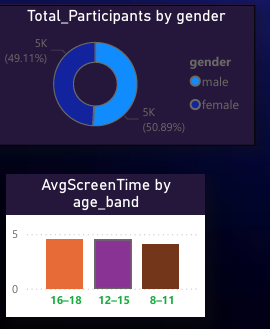 Total_Participants by gender
5K
(49.11%)
gender
male
female
5K
(50.89%)
AvgScreenTime by
age_band
5
0
16–18
12–15
8–11